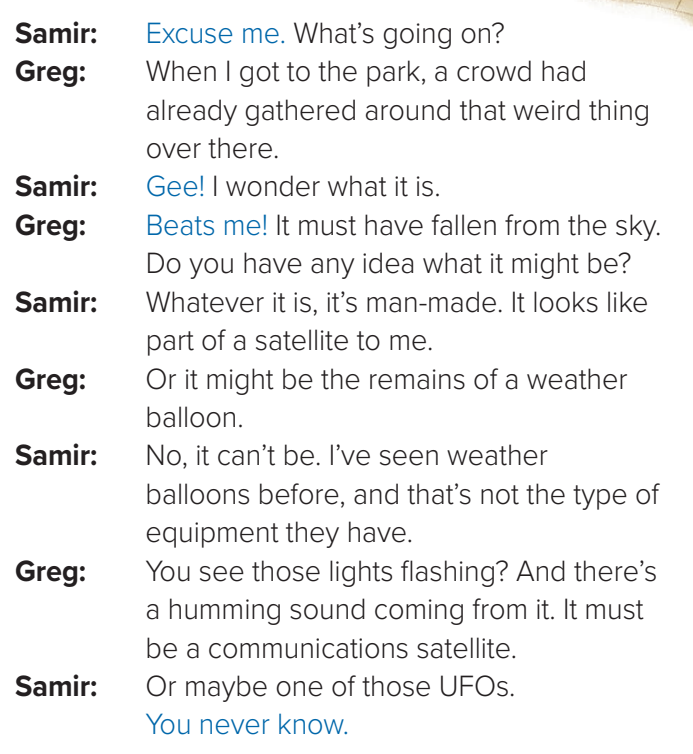 Samir: Excuse me. What's going on?
Greg: When I got to the park, a crowd had
already gathered around that weird thing
over there.
Samir: Gee! I wonder what it is.
Greg: Beats me! It must have fallen from the sky.
Do you have any idea what it might be?
Samir: Whatever it is, it's man-made. It looks like
part of a satellite to me.
Greg: Or it might be the remains of a weather
balloon.
Samir: No, it can't be. I've seen weather
balloons before, and that's not the type of
equipment they have.
Greg: You see those lights flashing? And there's
a humming sound coming from it. It must
be a communications satellite.
Samir: Or maybe one of those UFOs.
You never know.